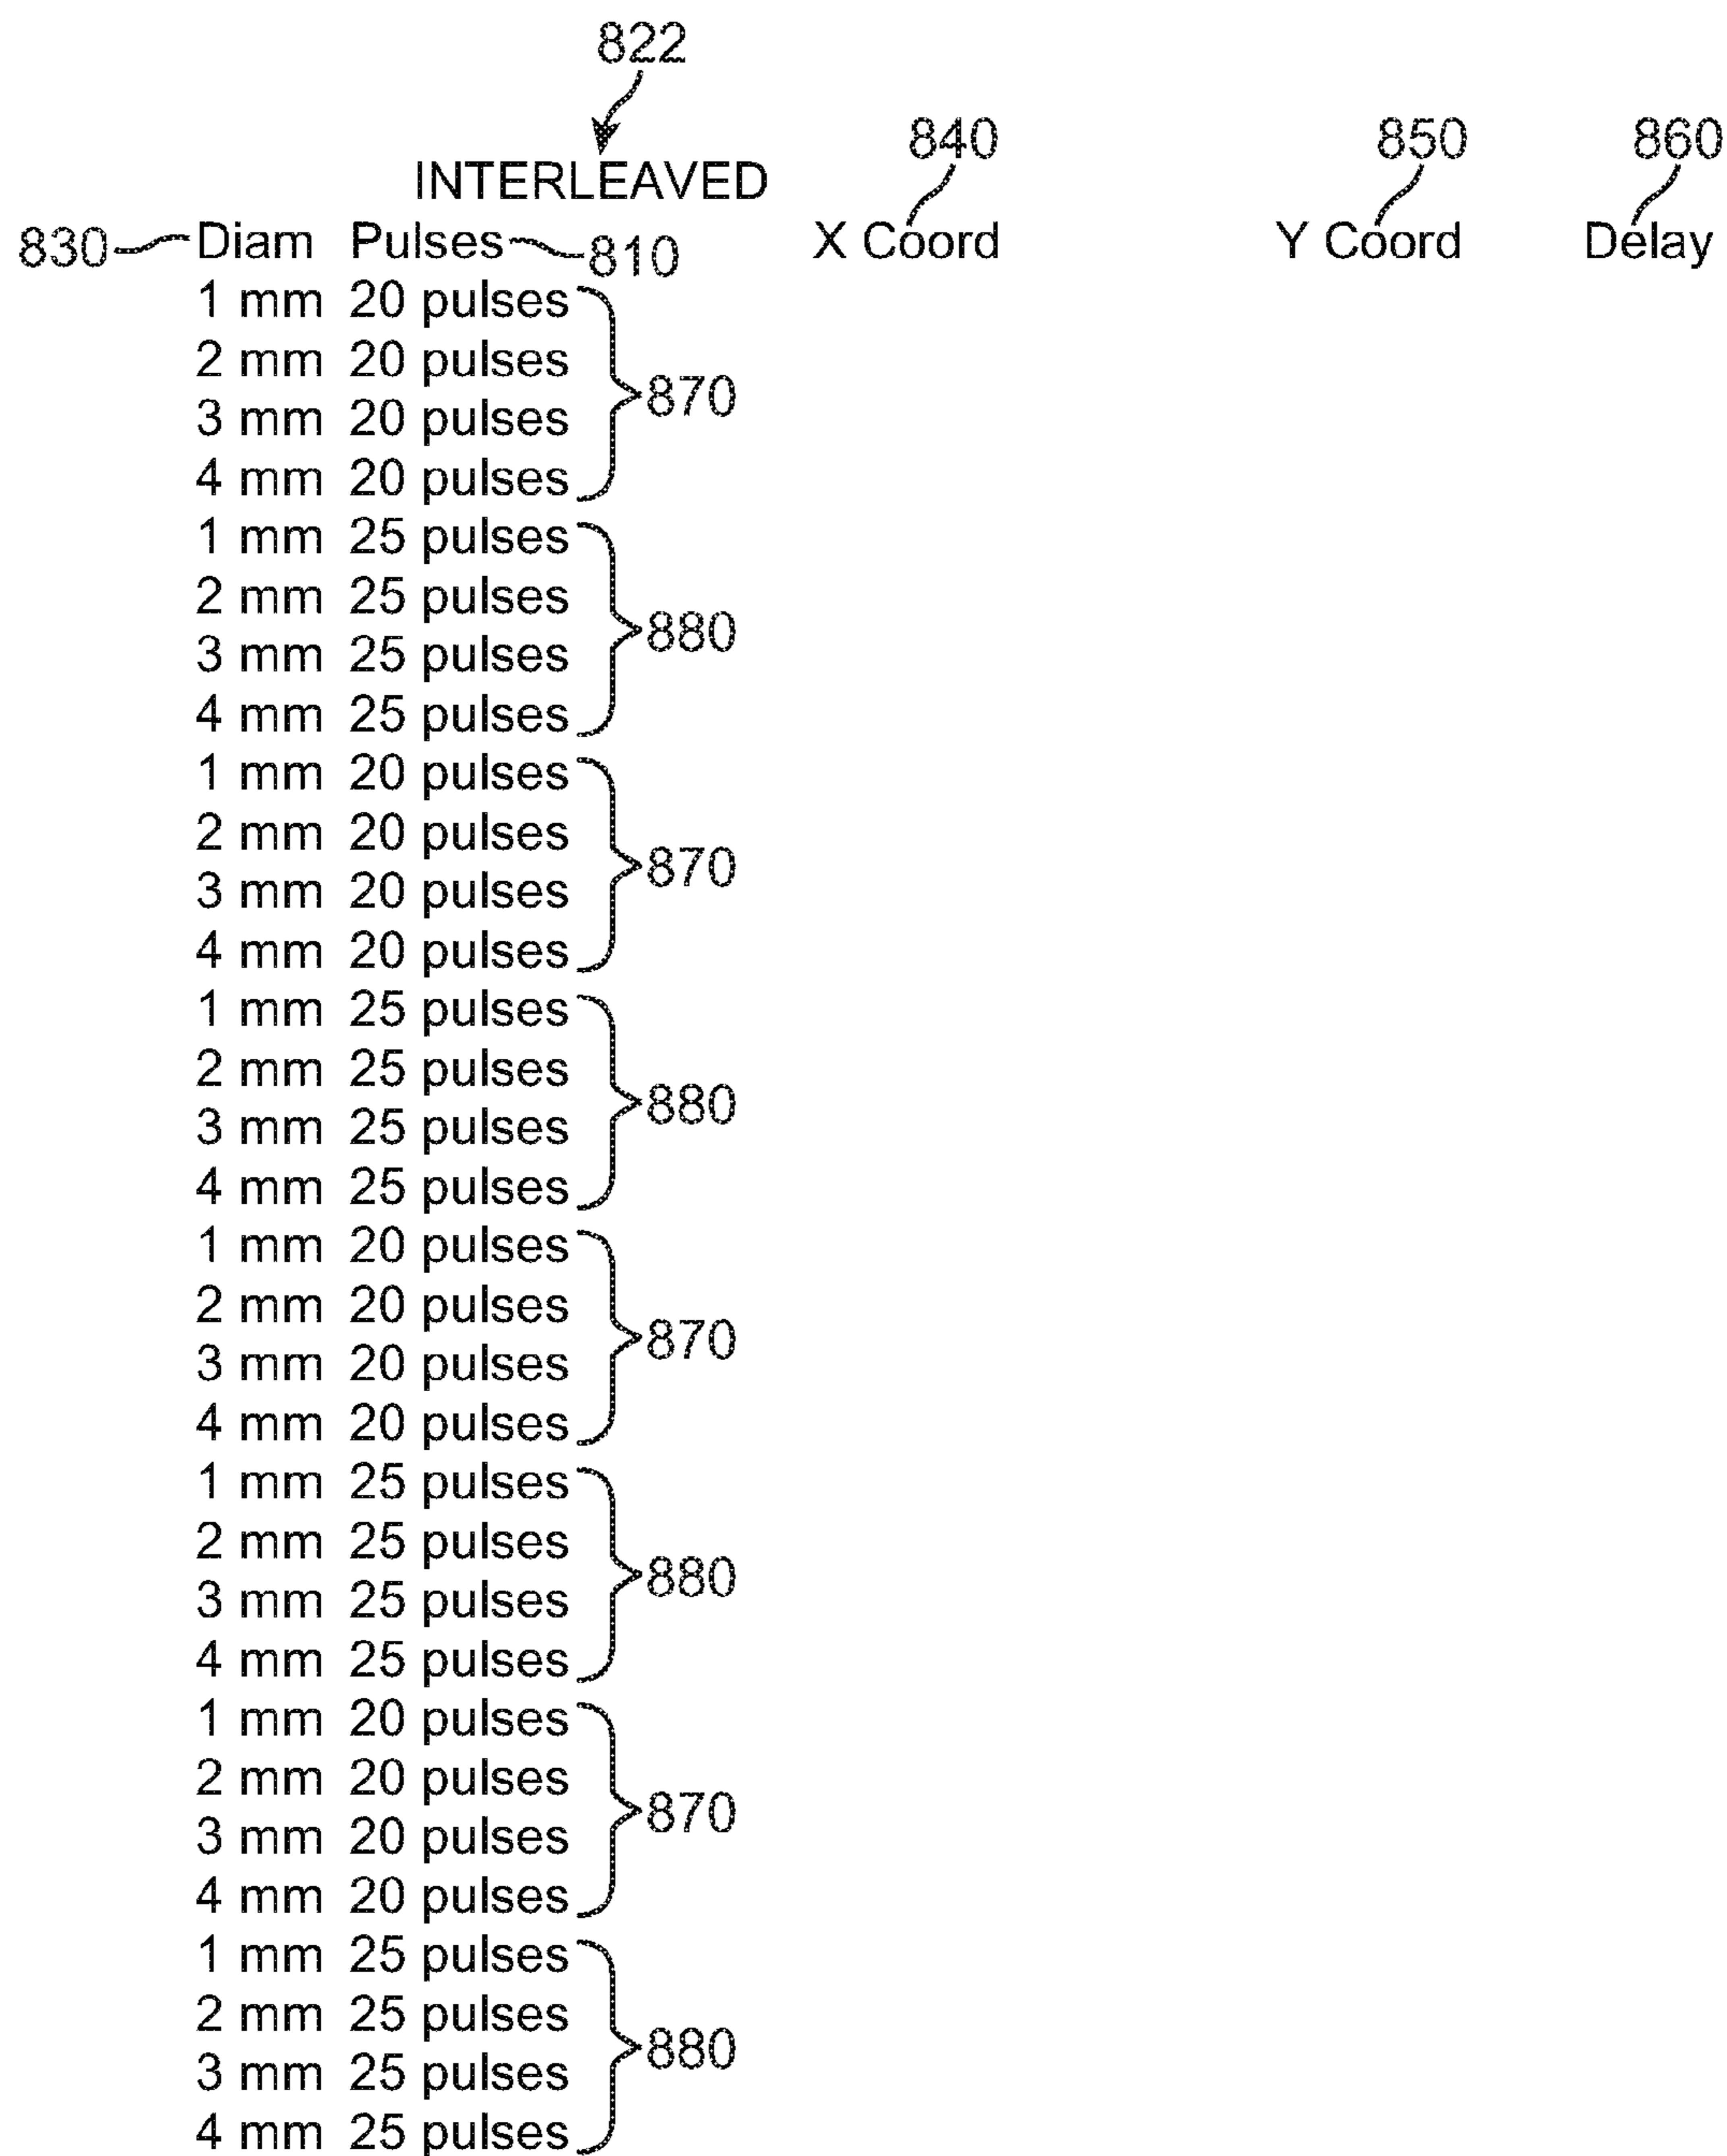 822
840 850 860
INTERLEAVED
830 Diam Pulses 810 X Coord Y Coord Delay
1 mm 20 pulses
2 mm 20 pulses
870
3 mm 20 pulses
4 mm 20 pulses
1 mm 25 pulses
2 mm 25 pulses
880
3 mm 25 pulses
4 mm 25 pulses
1 mm 20 pulses
2 mm 20 pulses
870
3 mm 20 pulses
4 mm 20 pulses
1 mm 25 pulses
2 mm 25 pulses
880
3 mm 25 pulses
4 mm 25 pulses
1 mm 20 pulses
2 mm 20 pulses
870
3 mm 20 pulses
4 mm 20 pulses
1 mm 25 pulses
2 mm 25 pulses
880
3 mm 25 pulses
4 mm 25 pulses
1 mm 20 pulses
2 mm 20 pulses
870
3 mm 20 pulses
4 mm 20 pulses
1 mm 25 pulses
2 mm 25 pulses
880
3 mm 25 pulses
4 mm 25 pulses